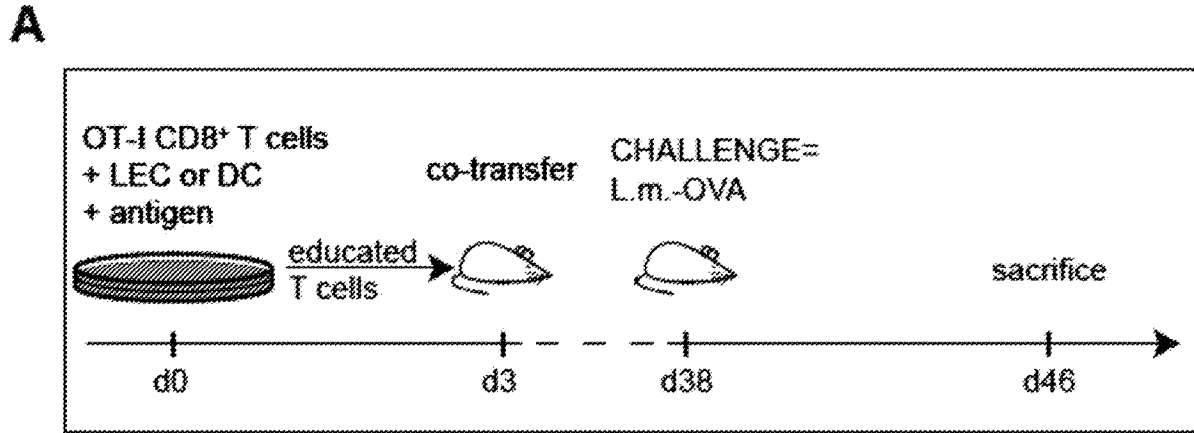 A
OT-I CD8⁺ T cells
+ LEC or DC
+ antigen
educated
T cells
co-transfer
CHALLENGE=
L.m.-OVA
sacrifice
d0
d3
d38
d46